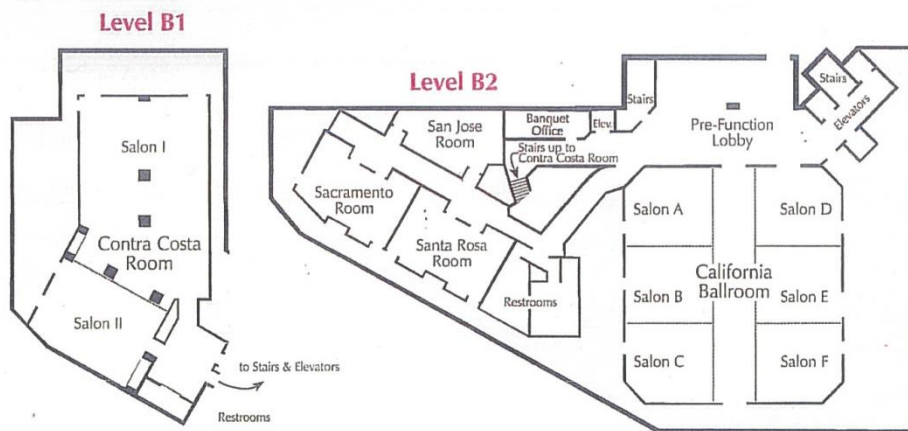 Level B1
Salon I
Contra Costa
Room
Salon II
to Stairs & Elevators
Restrooms
Level B2
San Jose
Room
Banquet
Office
Elev.
Stairs
Stairs up to
Contra Costa Room
Sacramento
Room
Santa Rosa
Room
Restrooms
Pre-Function
Lobby
Stairs
Elevators
Salon A
Salon D
California
Ballroom
Salon B
Salon E
Salon C
Salon F